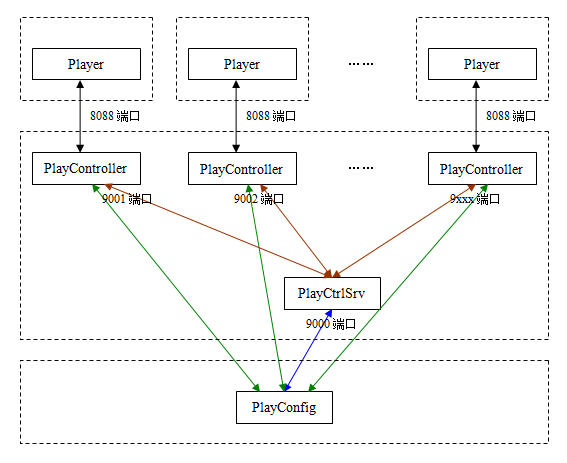 Player
Player
……
Player
8088 端口
8088 端口
8088 端口
PlayController
PlayController
……
PlayController
9001 端口
9002 端口
9xxx 端口
PlayCtrlSrv
9000 端口
PlayConfig